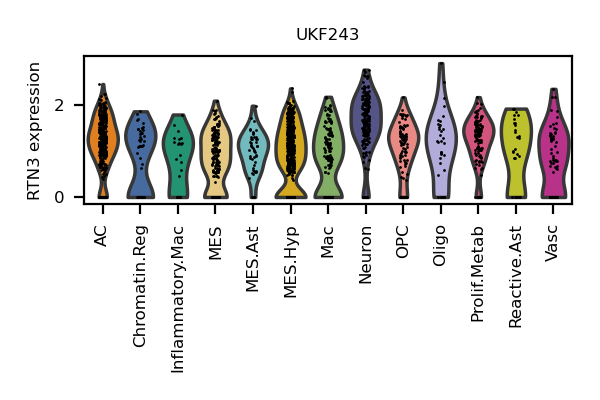 UKF243
RTN3 expression
2
0
AC
Chromatin.Reg
Inflammatory.Mac
MES
MES.Ast
MES.Hyp
Mac
Neuron
OPC
Oligo
Prolif.Metab
Reactive.Ast
Vasc